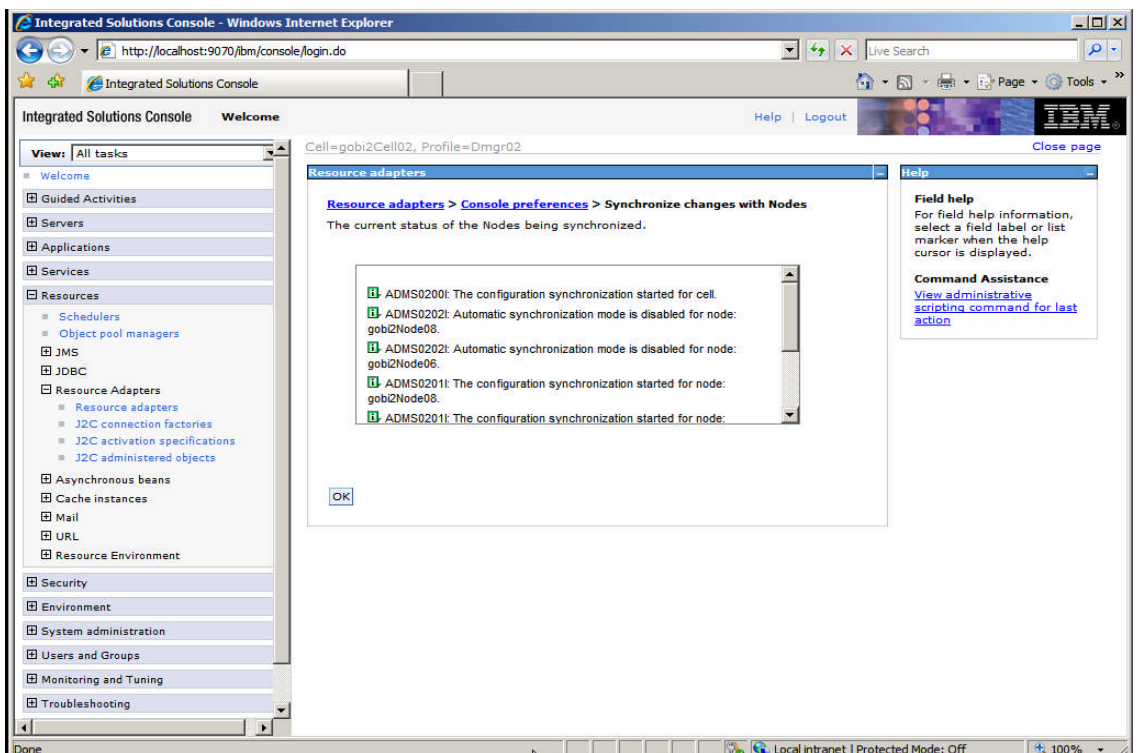 Integrated Solutions Console - Windows Internet Explorer
http://localhost:9070/ibm/console/login.do
Live Search
Integrated Solutions Console
Page
Tools
Integrated Solutions Console Welcome
Help | Logout
IBM
View: All tasks
Welcome
Guided Activities
Servers
Applications
Services
Resources
Schedulers
Object pool managers
JMS
JDBC
Resource Adapters
Resource adapters
J2C connection factories
J2C activation specifications
J2C administered objects
Asynchronous beans
Cache instances
Mail
URL
Resource Environment
Security
Environment
System administration
Users and Groups
Monitoring and Tuning
Troubleshooting
Cell=gobi2Cell02, Profile=Dmgr02
Close page
Resource adapters
Resource adapters > Console preferences > Synchronize changes with Nodes
The current status of the Nodes being synchronized.
ADMS0200I: The configuration synchronization started for cell.
ADMS0202I: Automatic synchronization mode is disabled for node:
gobi2Node08.
ADMS0202I: Automatic synchronization mode is disabled for node:
gobi2Node06.
ADMS0201I: The configuration synchronization started for node:
gobi2Node08.
ADMS0201I: The configuration synchronization started for node:
OK
Help
Field help
For field help information,
select a field label or list
marker when the help
cursor is displayed.
Command Assistance
View administrative
scripting command for last
action
Done
Local intranet | Protected Mode: Off
100%